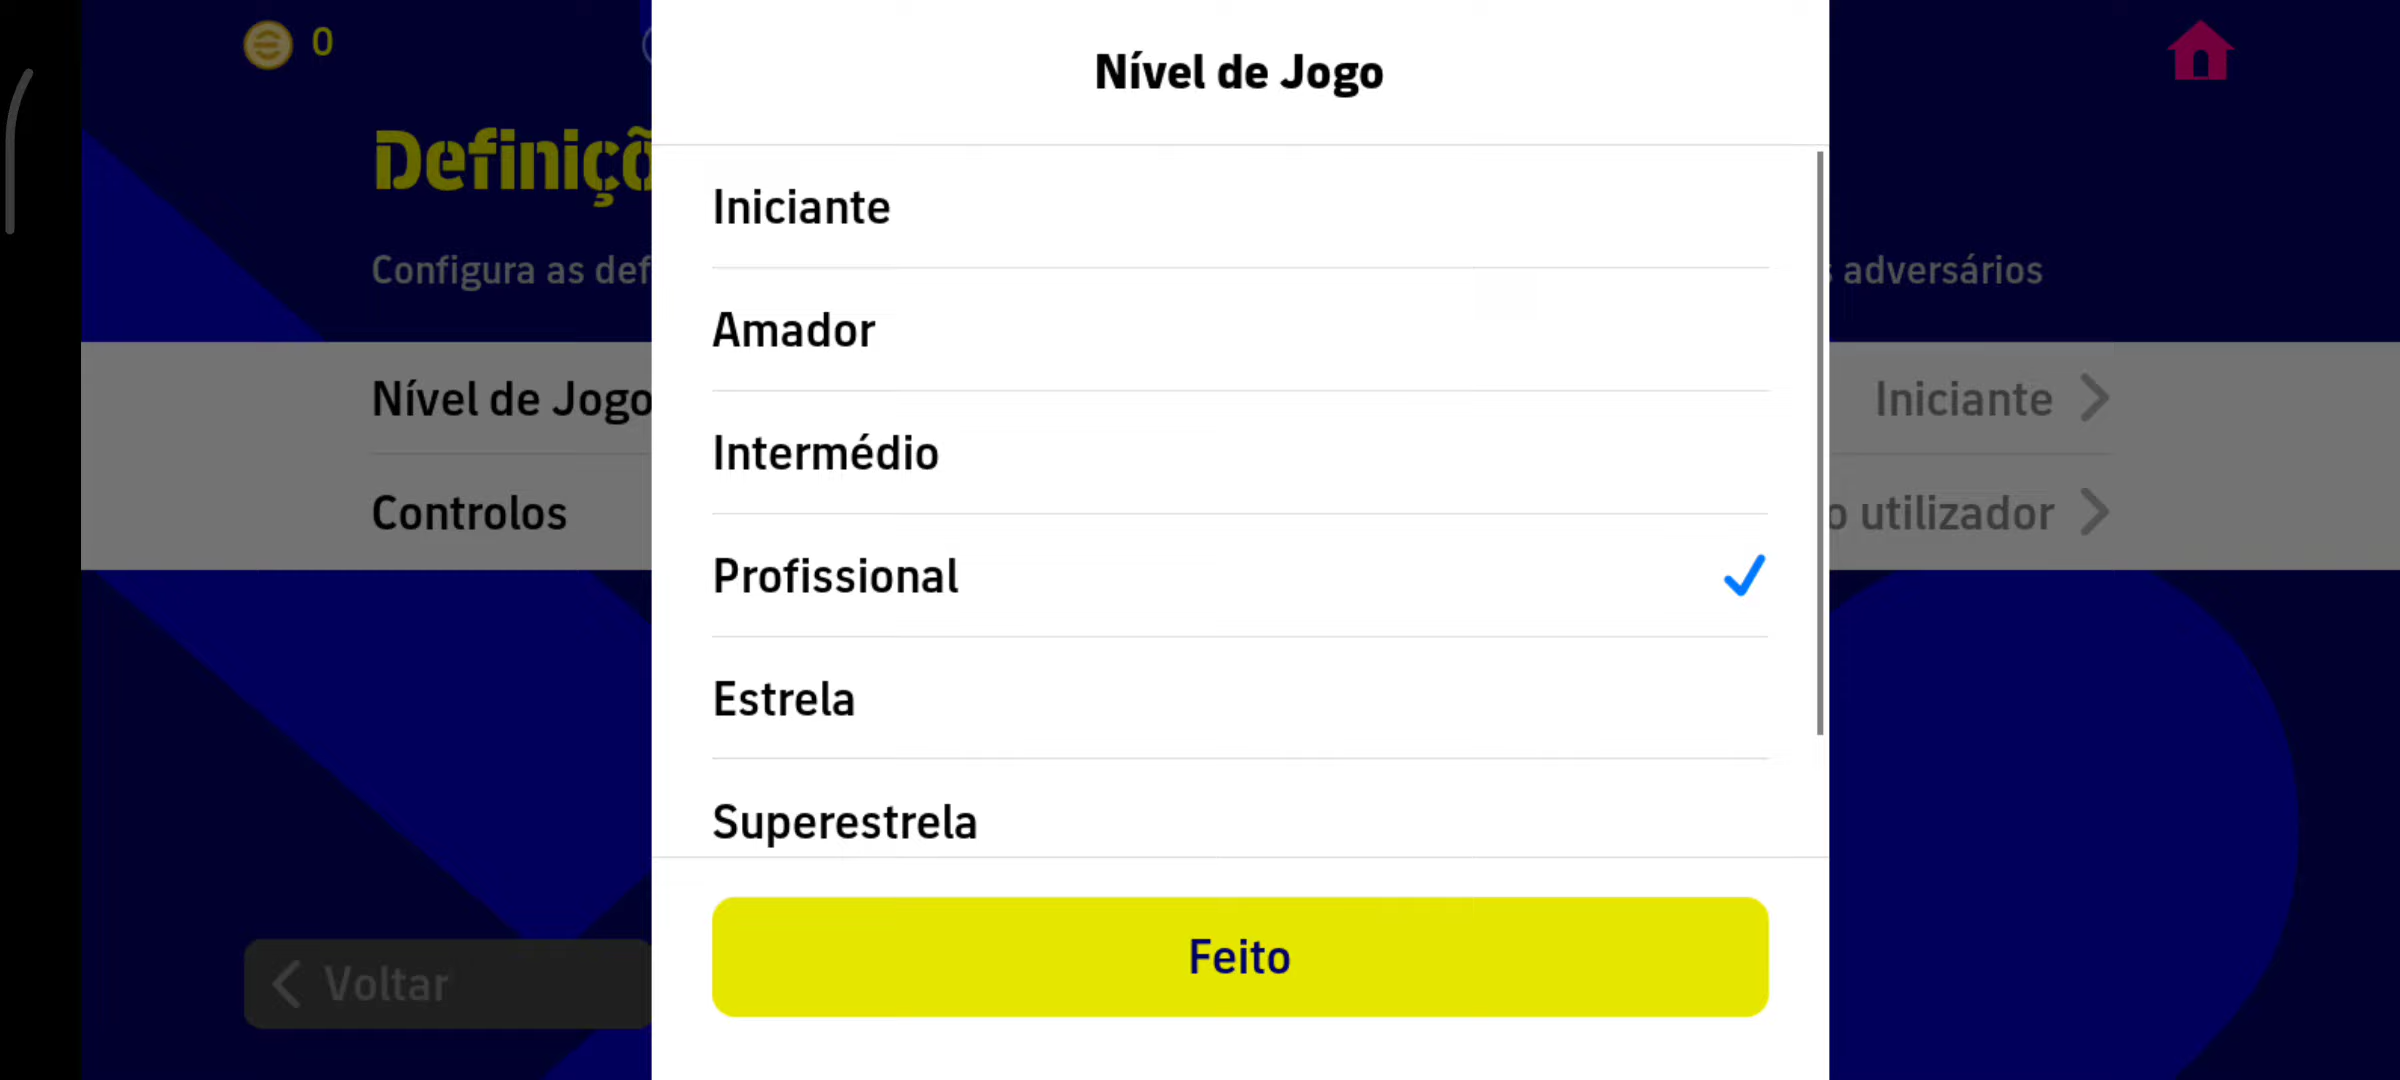 0
Nível de Jogo
Definiçõ
Configura as def
adversários
Iniciante
Amador
Intermédio
Profissional
Estrela
Superestrela
Nível de Jogo
Iniciante
Controlos
o utilizador
Voltar
Feito